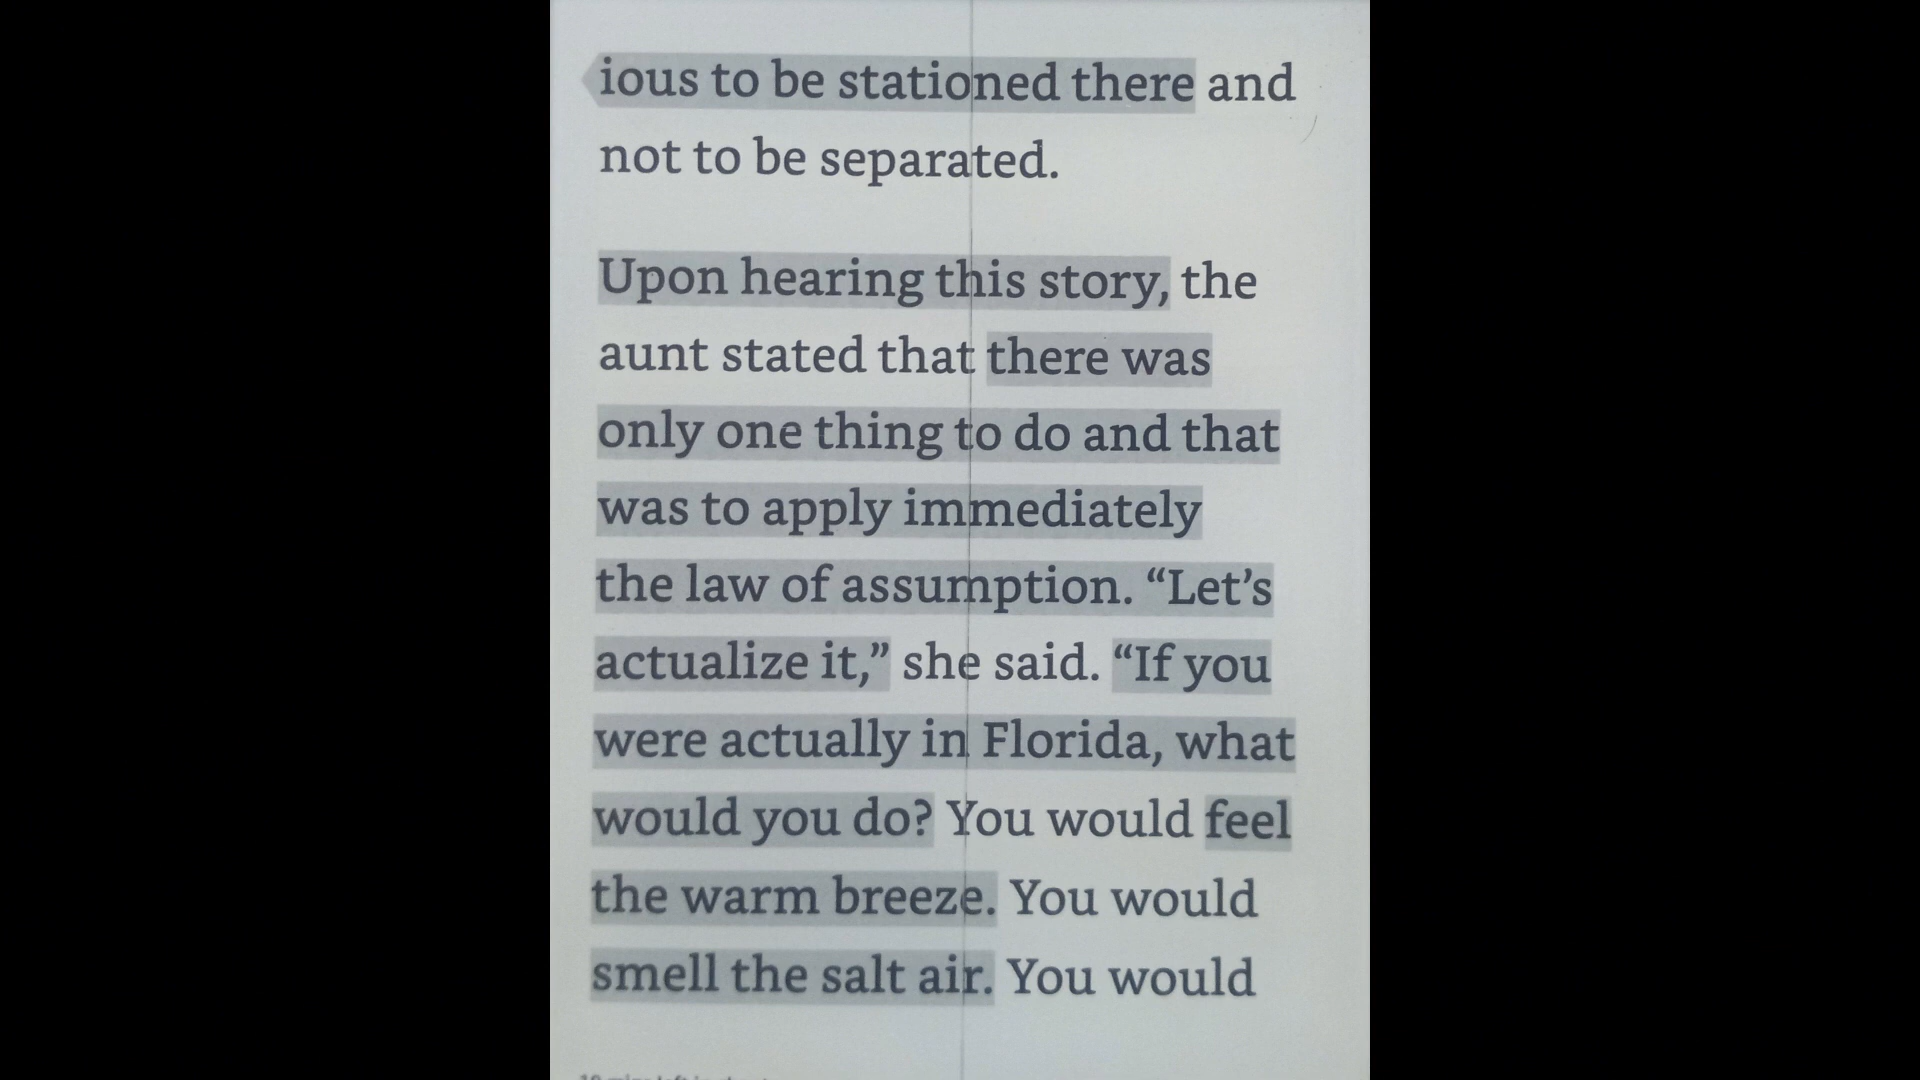 ious to be stationed there and
not to be separated.
Upon hearing this story, the
aunt stated that there was
only one thing to do and that
was to apply immediately
the law of assumption. “Let’s
actualize it,” she said. “If you
were actually in Florida, what
would you do? You would feel
the warm breeze. You would
smell the salt air. You would